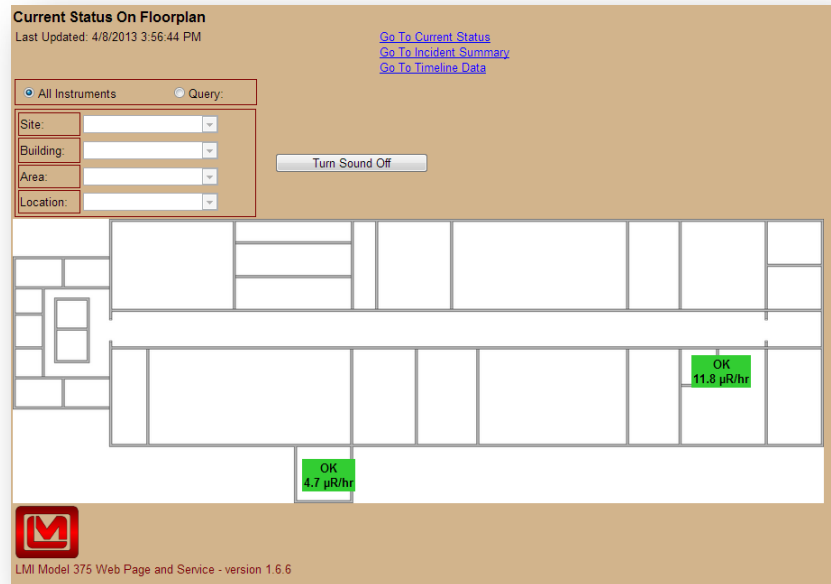 Current Status On Floorplan
Last Updated: 4/8/2013 3:56:44 PM
Go To Current Status
Go To Incident Summary
Go To Timeline Data
All Instruments Query:
Site:
Building:
Turn Sound Off
Area:
Location:
OK
11.8 µR/hr
OK
4.7 µR/hr
LMI Model 375 Web Page and Service - version 1.6.6